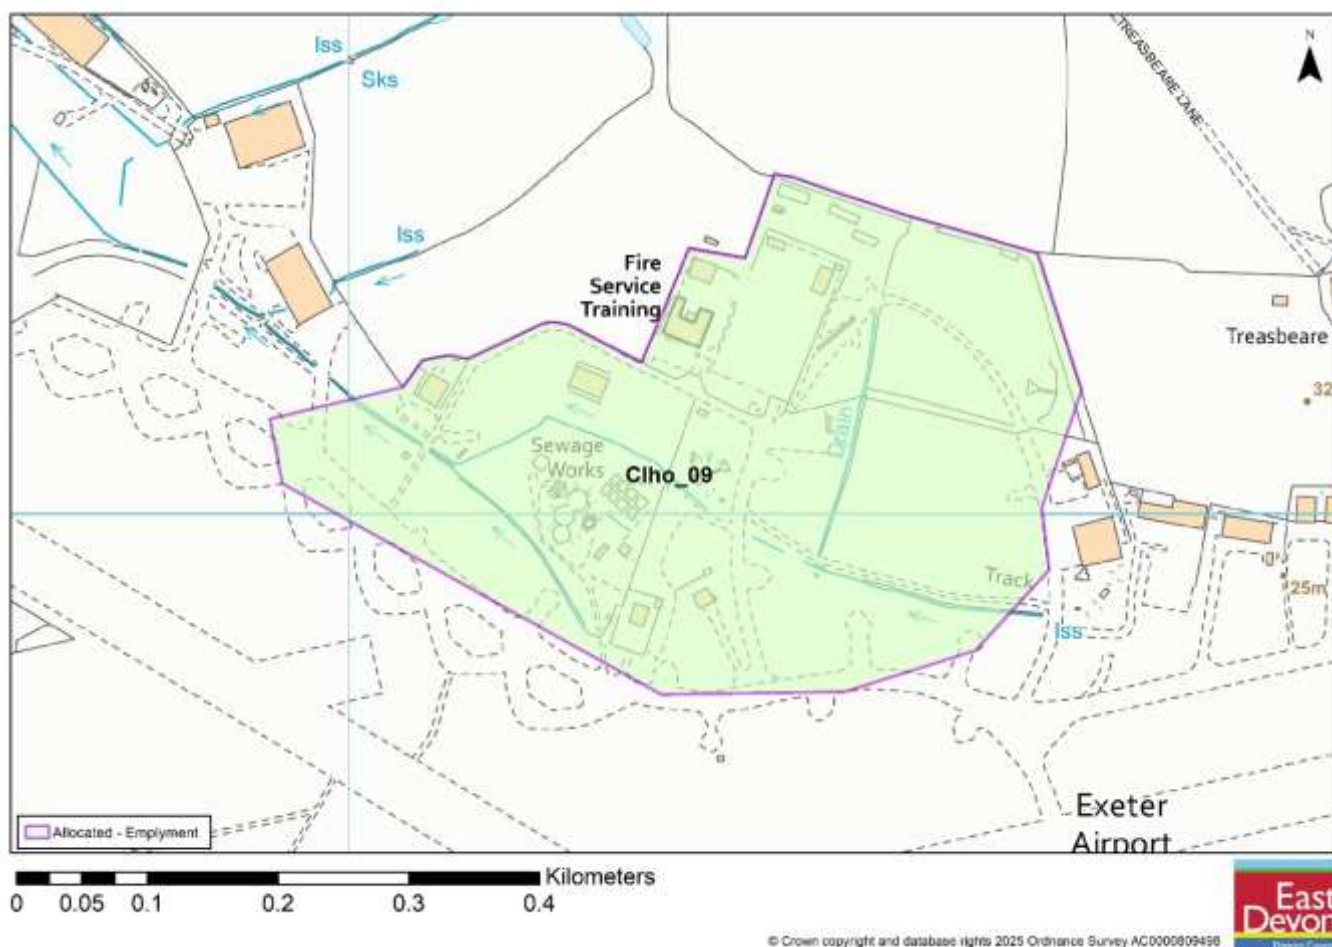 Iss
Sks
TREASBEARE LANE
N
Iss
Fire
Service
Training
Treasbeare
32
Drain
Sewage
Works
Clho_09
Track
25m
Iss
Exeter
Airport
Allocated - Emplyment
Kilometers
0 0.05 0.1 0.2 0.3 0.4
East
Devon
© Crown copyright and database rights 2025 Ordnance Survey AC0000809498